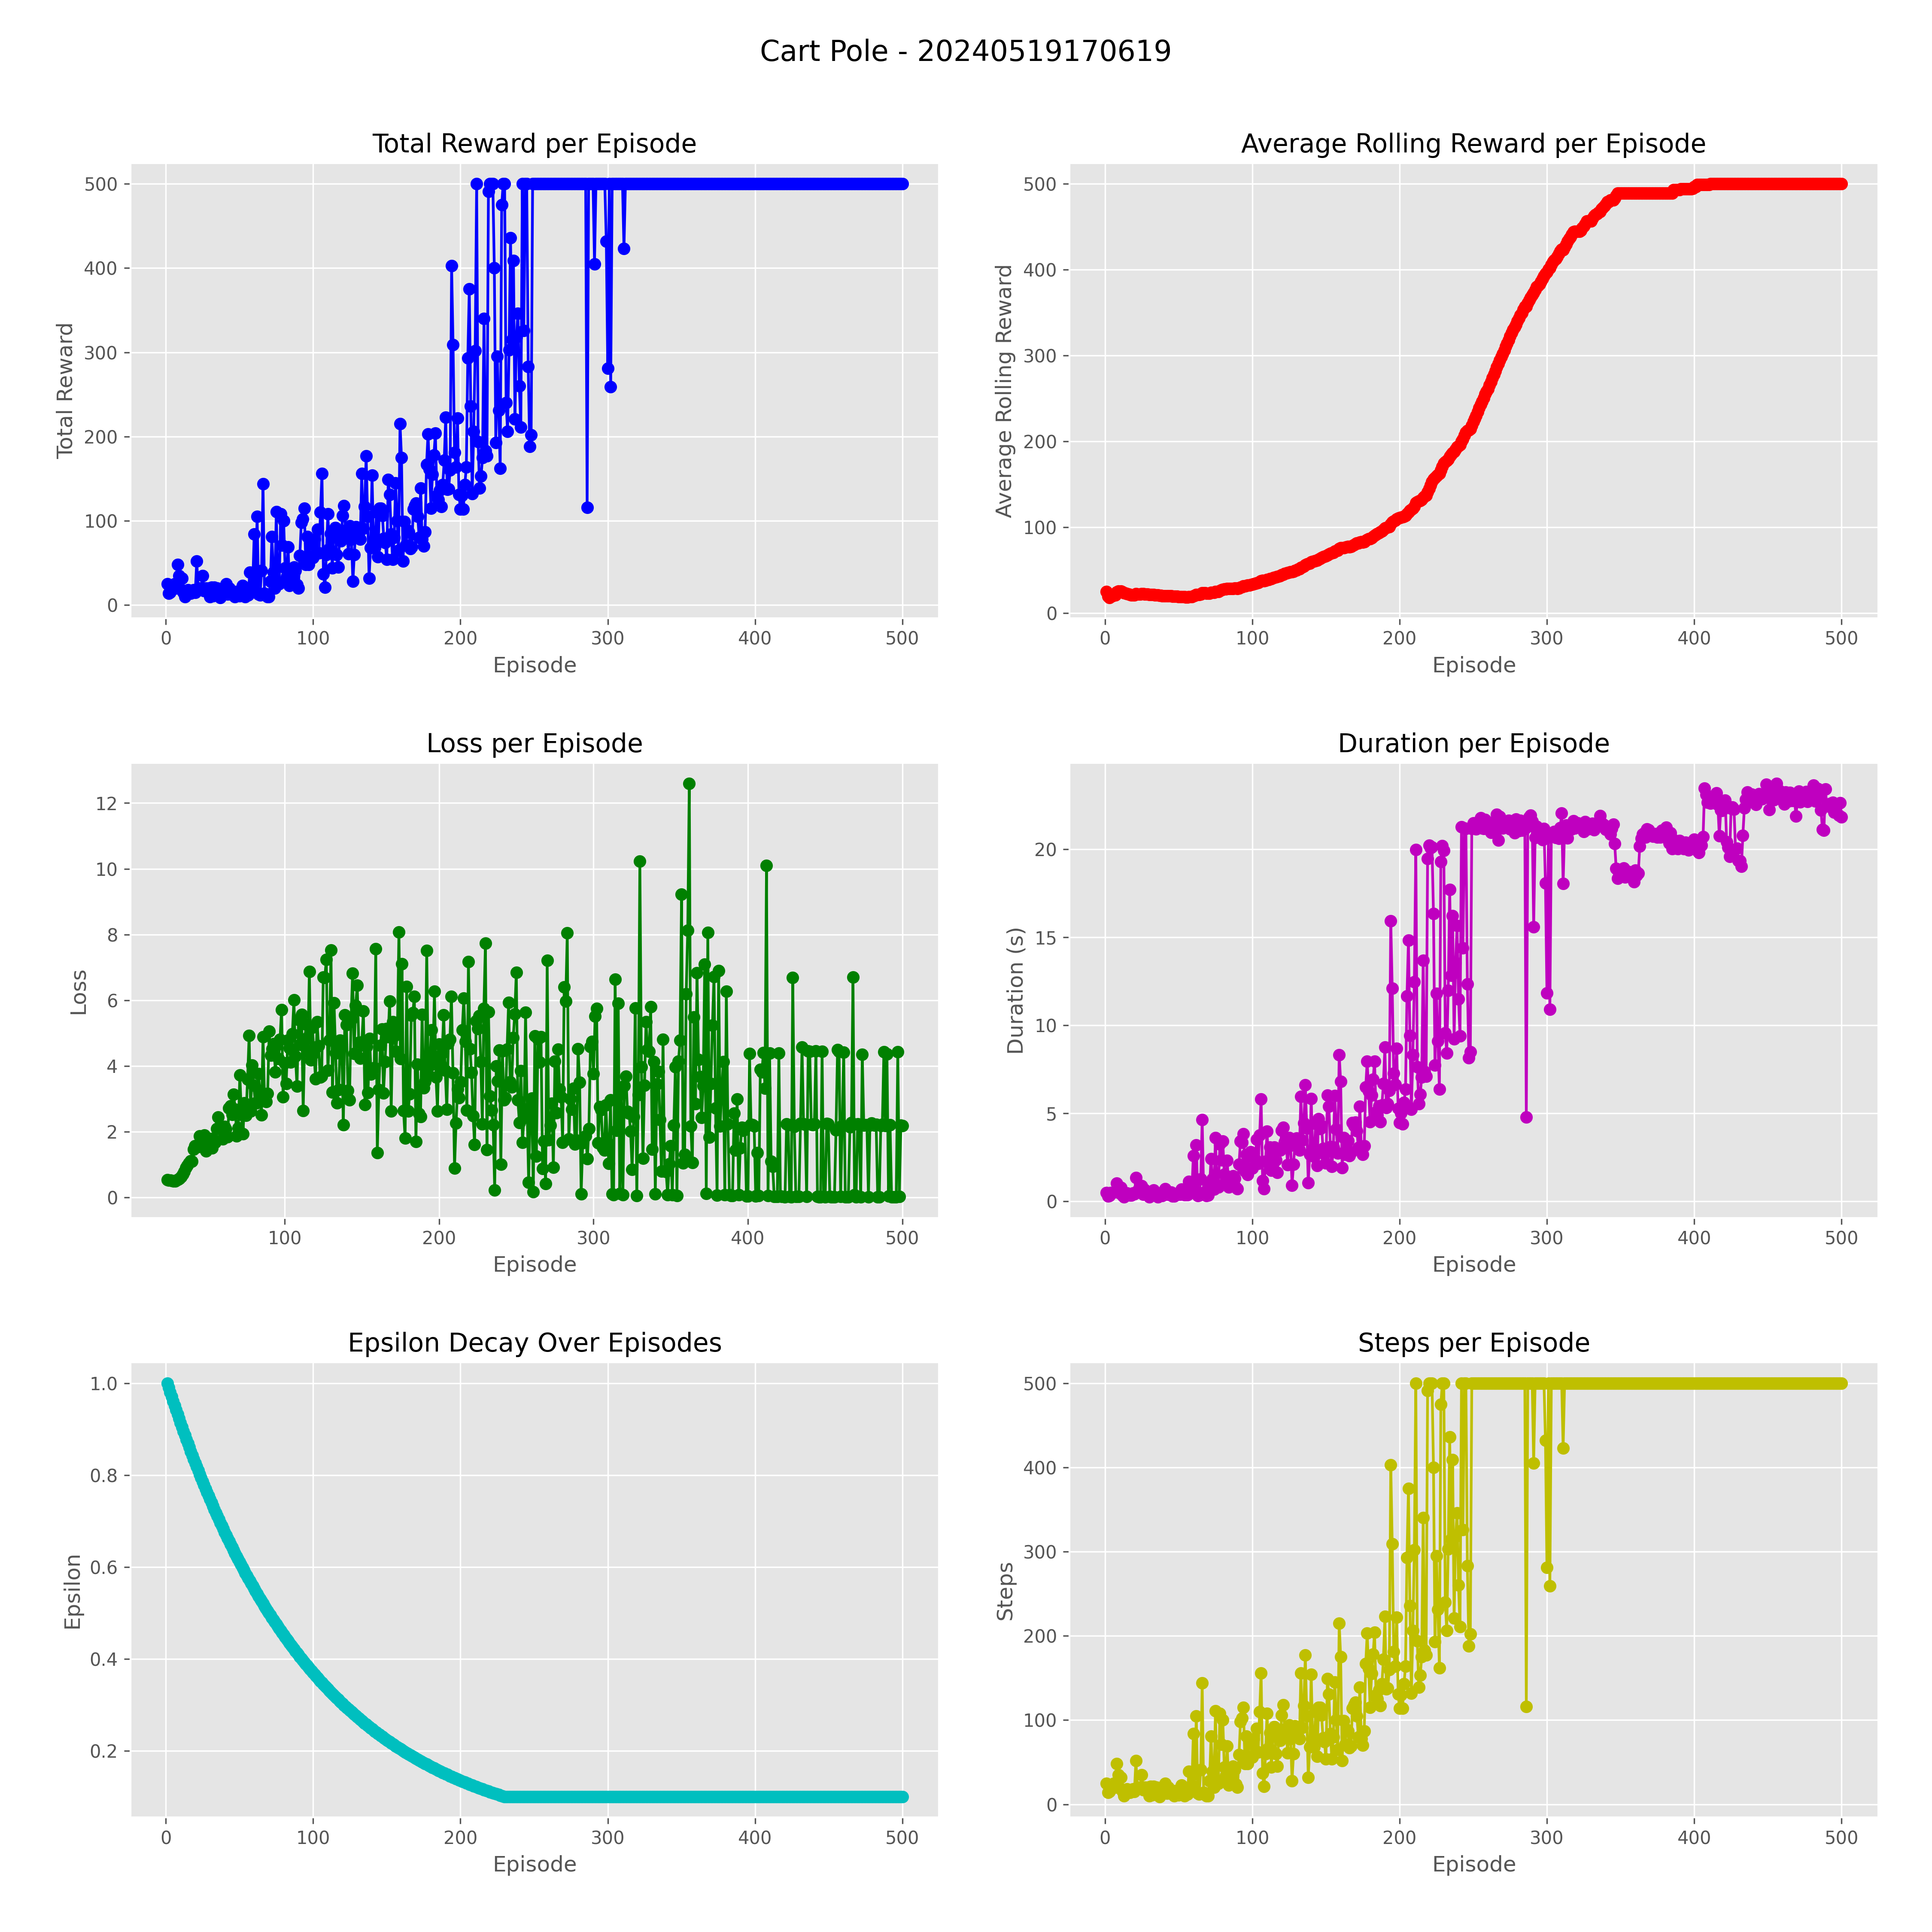 Cart Pole - 20240519170619
Total Reward per Episode
Total Reward
500
400
300
200
100
0
0 100 200 300 400 500
Episode
Average Rolling Reward per Episode
Average Rolling Reward
500
400
300
200
100
0
0 100 200 300 400 500
Episode
Loss per Episode
Loss
12
10
8
6
4
2
0
100 200 300 400 500
Episode
Duration per Episode
Duration (s)
20
15
10
5
0
0 100 200 300 400 500
Episode
Epsilon Decay Over Episodes
Epsilon
1.0
0.8
0.6
0.4
0.2
0 100 200 300 400 500
Episode
Steps per Episode
Steps
500
400
300
200
100
0
0 100 200 300 400 500
Episode